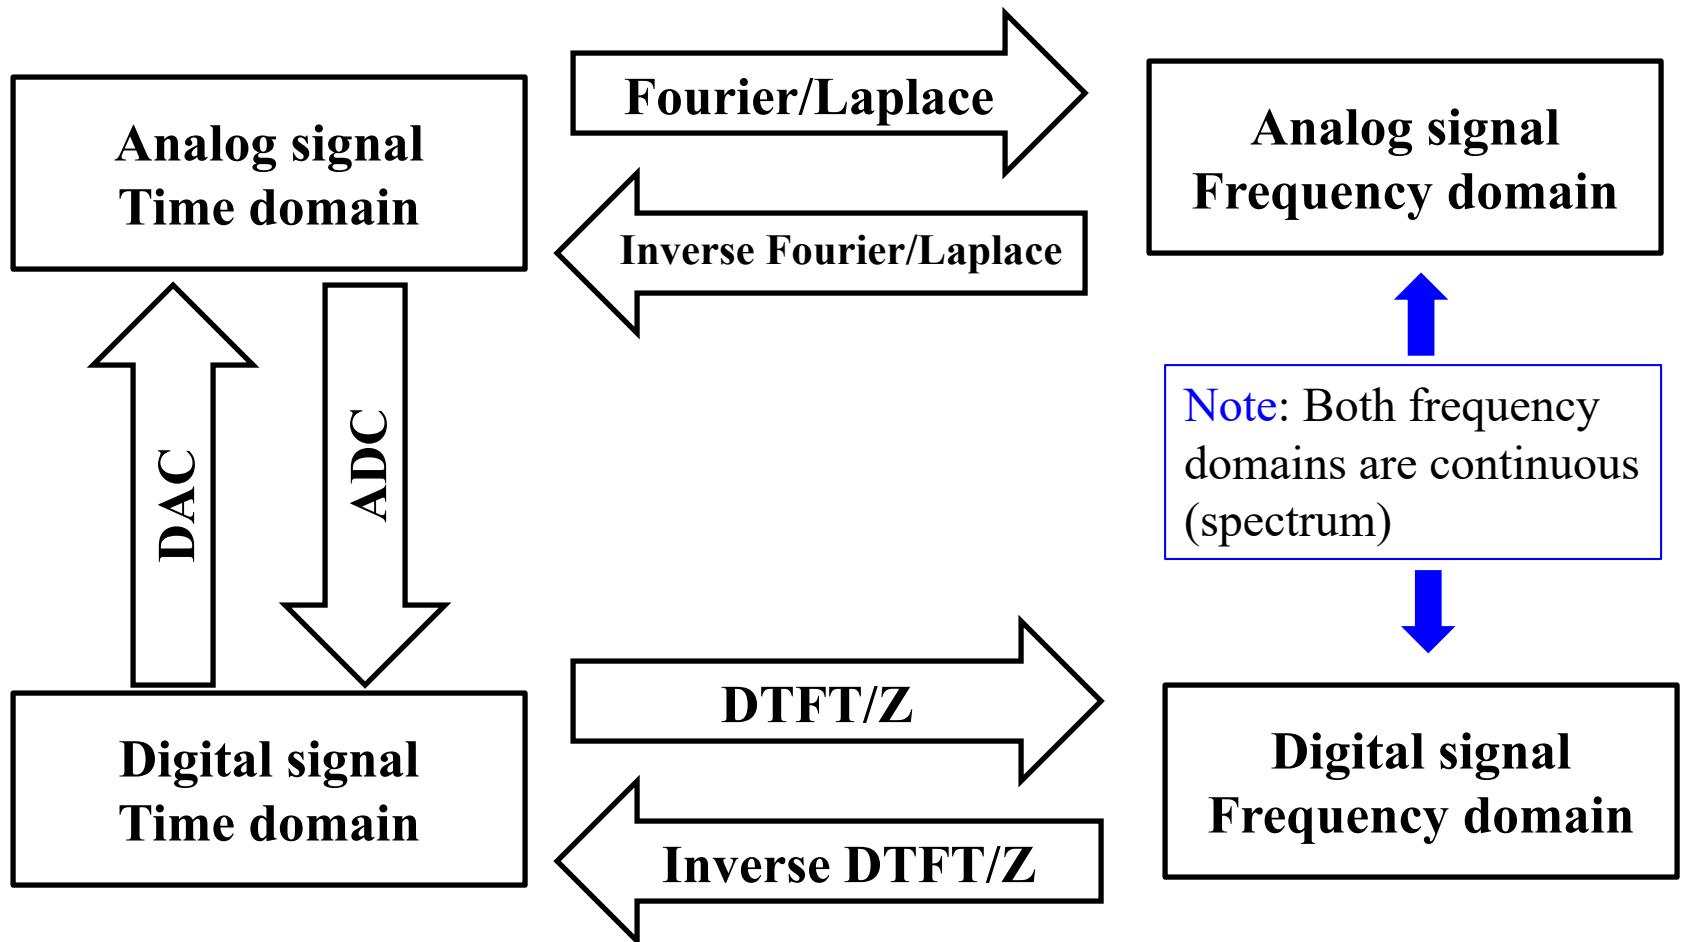 Fourier/Laplace
Analog signal
Time domain
Analog signal
Frequency domain
Inverse Fourier/Laplace
DAC
ADC
Note: Both frequency
domains are continuous
(spectrum)
DTFT/Z
Digital signal
Time domain
Digital signal
Frequency domain
Inverse DTFT/Z